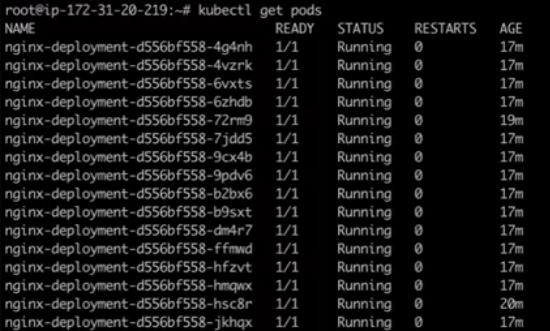 root@ip-172-31-20-219:~# kubectl get pods
NAME READY STATUS RESTARTS AGE
nginx-deployment-d556bf558-4g4nh 1/1 Running 0 17m
nginx-deployment-d556bf558-4vzrk 1/1 Running 0 17m
nginx-deployment-d556bf558-6vxts 1/1 Running 0 17m
nginx-deployment-d556bf558-6zhdb 1/1 Running 0 17m
nginx-deployment-d556bf558-72rm9 1/1 Running 0 19m
nginx-deployment-d556bf558-7jdd5 1/1 Running 0 17m
nginx-deployment-d556bf558-9cx4b 1/1 Running 0 17m
nginx-deployment-d556bf558-9pdv6 1/1 Running 0 17m
nginx-deployment-d556bf558-b2bx6 1/1 Running 0 17m
nginx-deployment-d556bf558-b9sxt 1/1 Running 0 17m
nginx-deployment-d556bf558-dm4r7 1/1 Running 0 17m
nginx-deployment-d556bf558-ffmwd 1/1 Running 0 17m
nginx-deployment-d556bf558-hfzvt 1/1 Running 0 17m
nginx-deployment-d556bf558-hmqwx 1/1 Running 0 17m
nginx-deployment-d556bf558-hsc8r 1/1 Running 0 20m
nginx-deployment-d556bf558-jkhqx 1/1 Running 0 17m